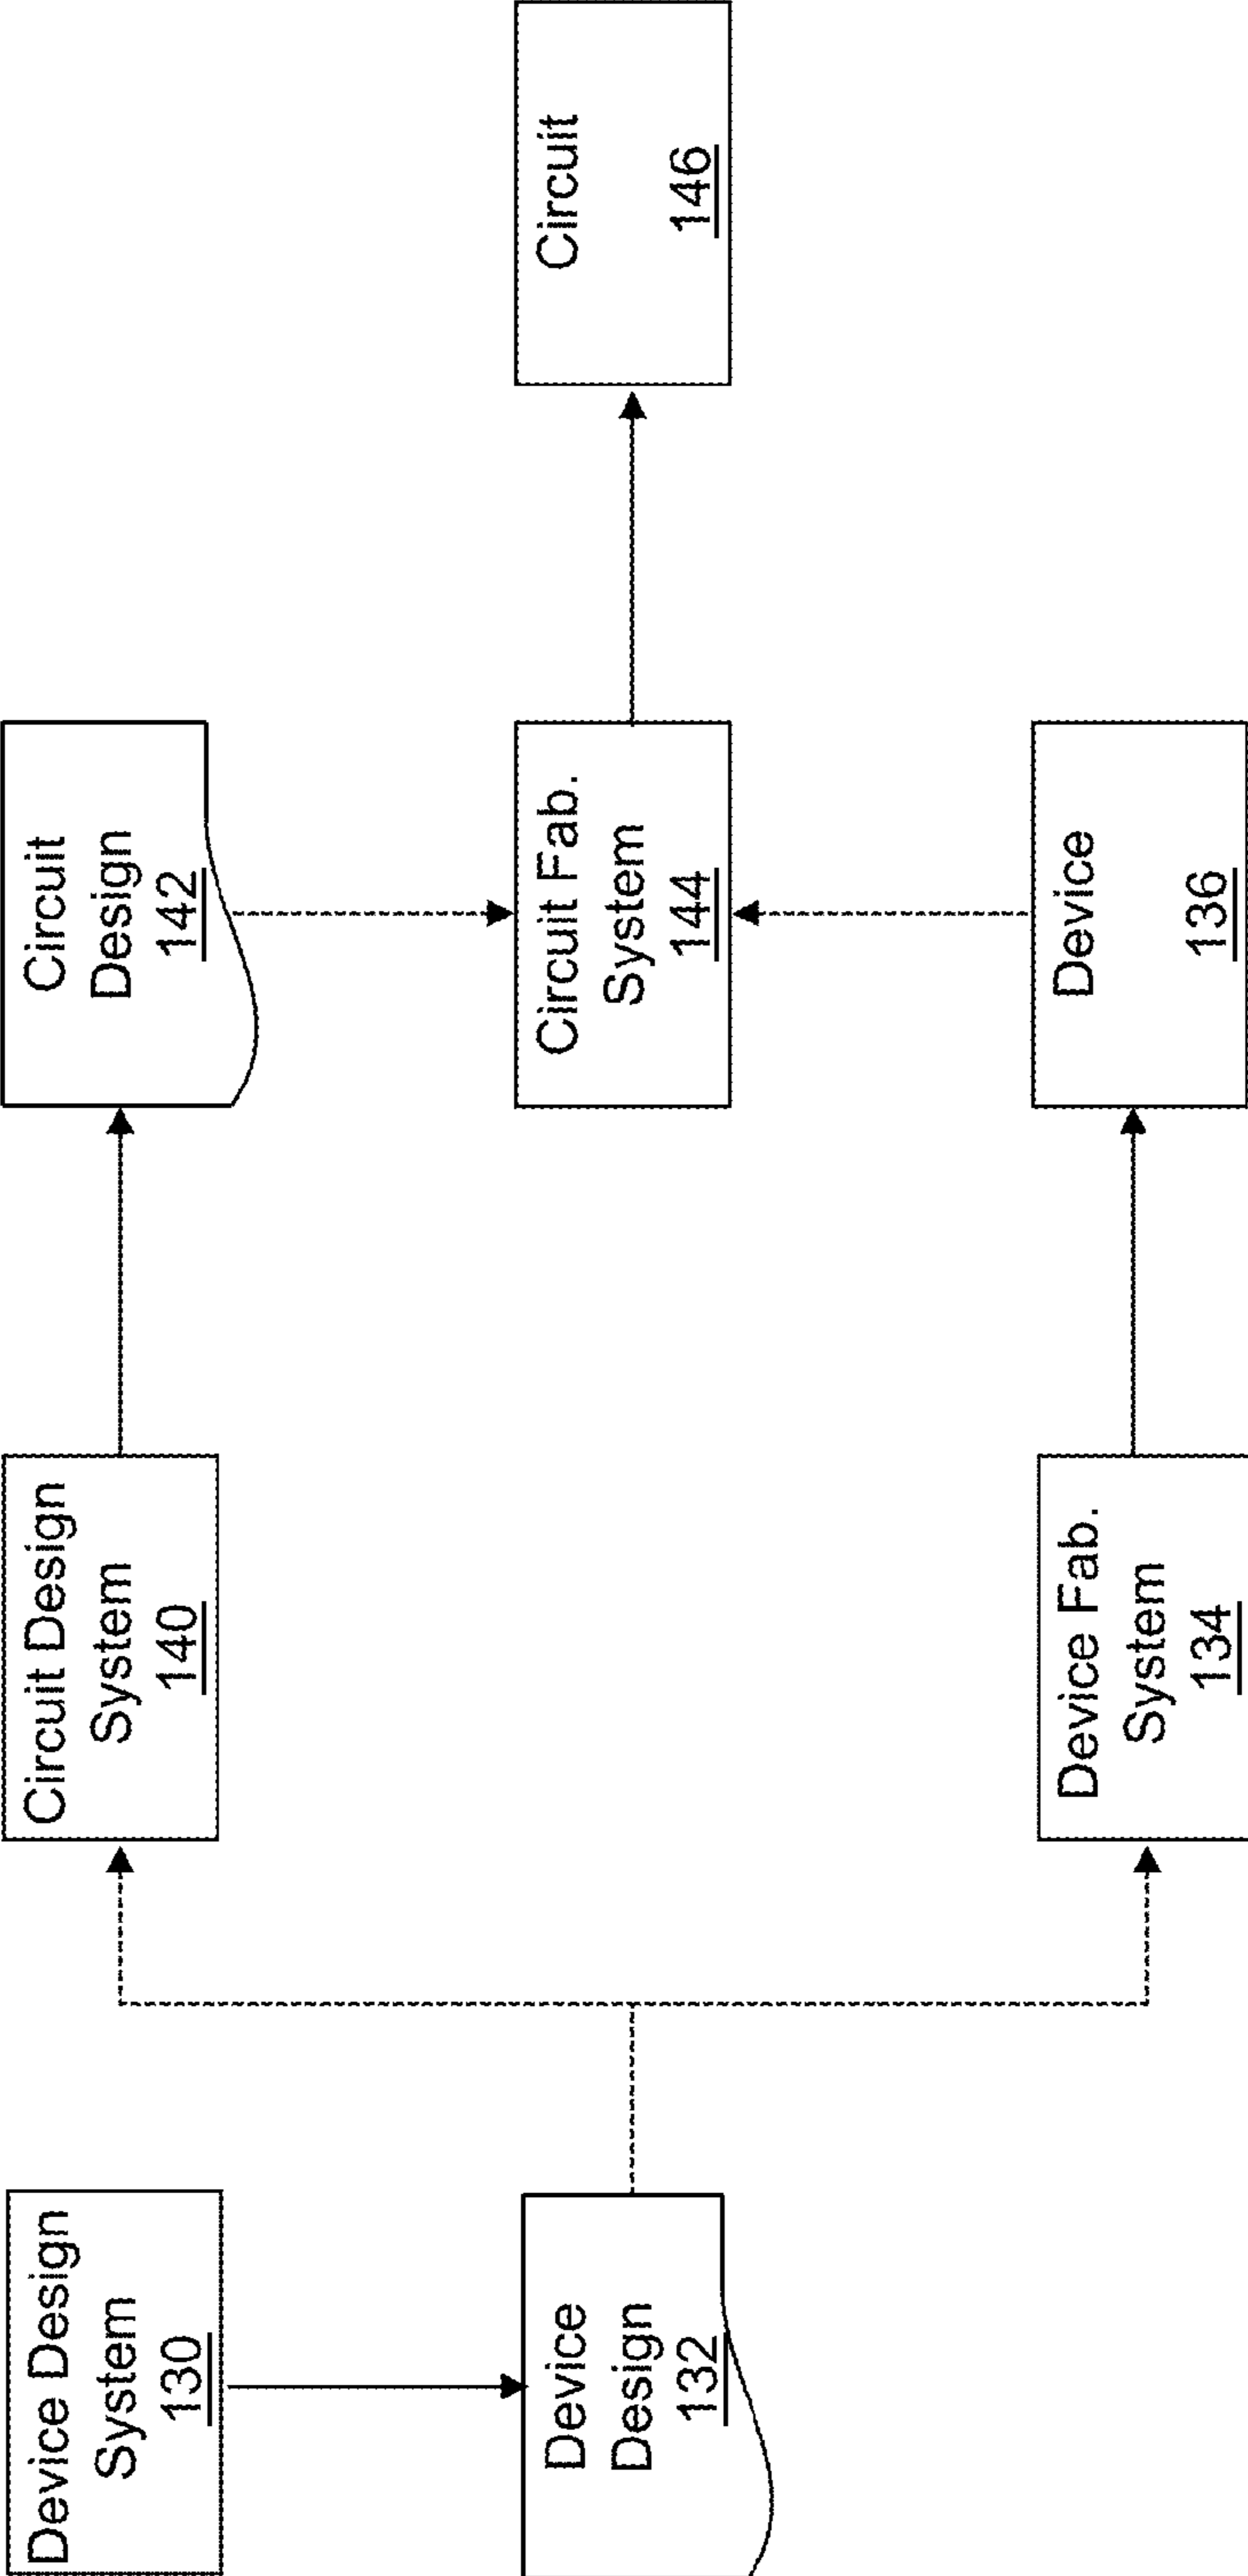 Device Design
System
130
Device
Design
132
Circuit Design
System
140
Device Fab.
System
134
Circuit
Design
142
Circuit Fab.
System
144
Device
136
Circuit
146